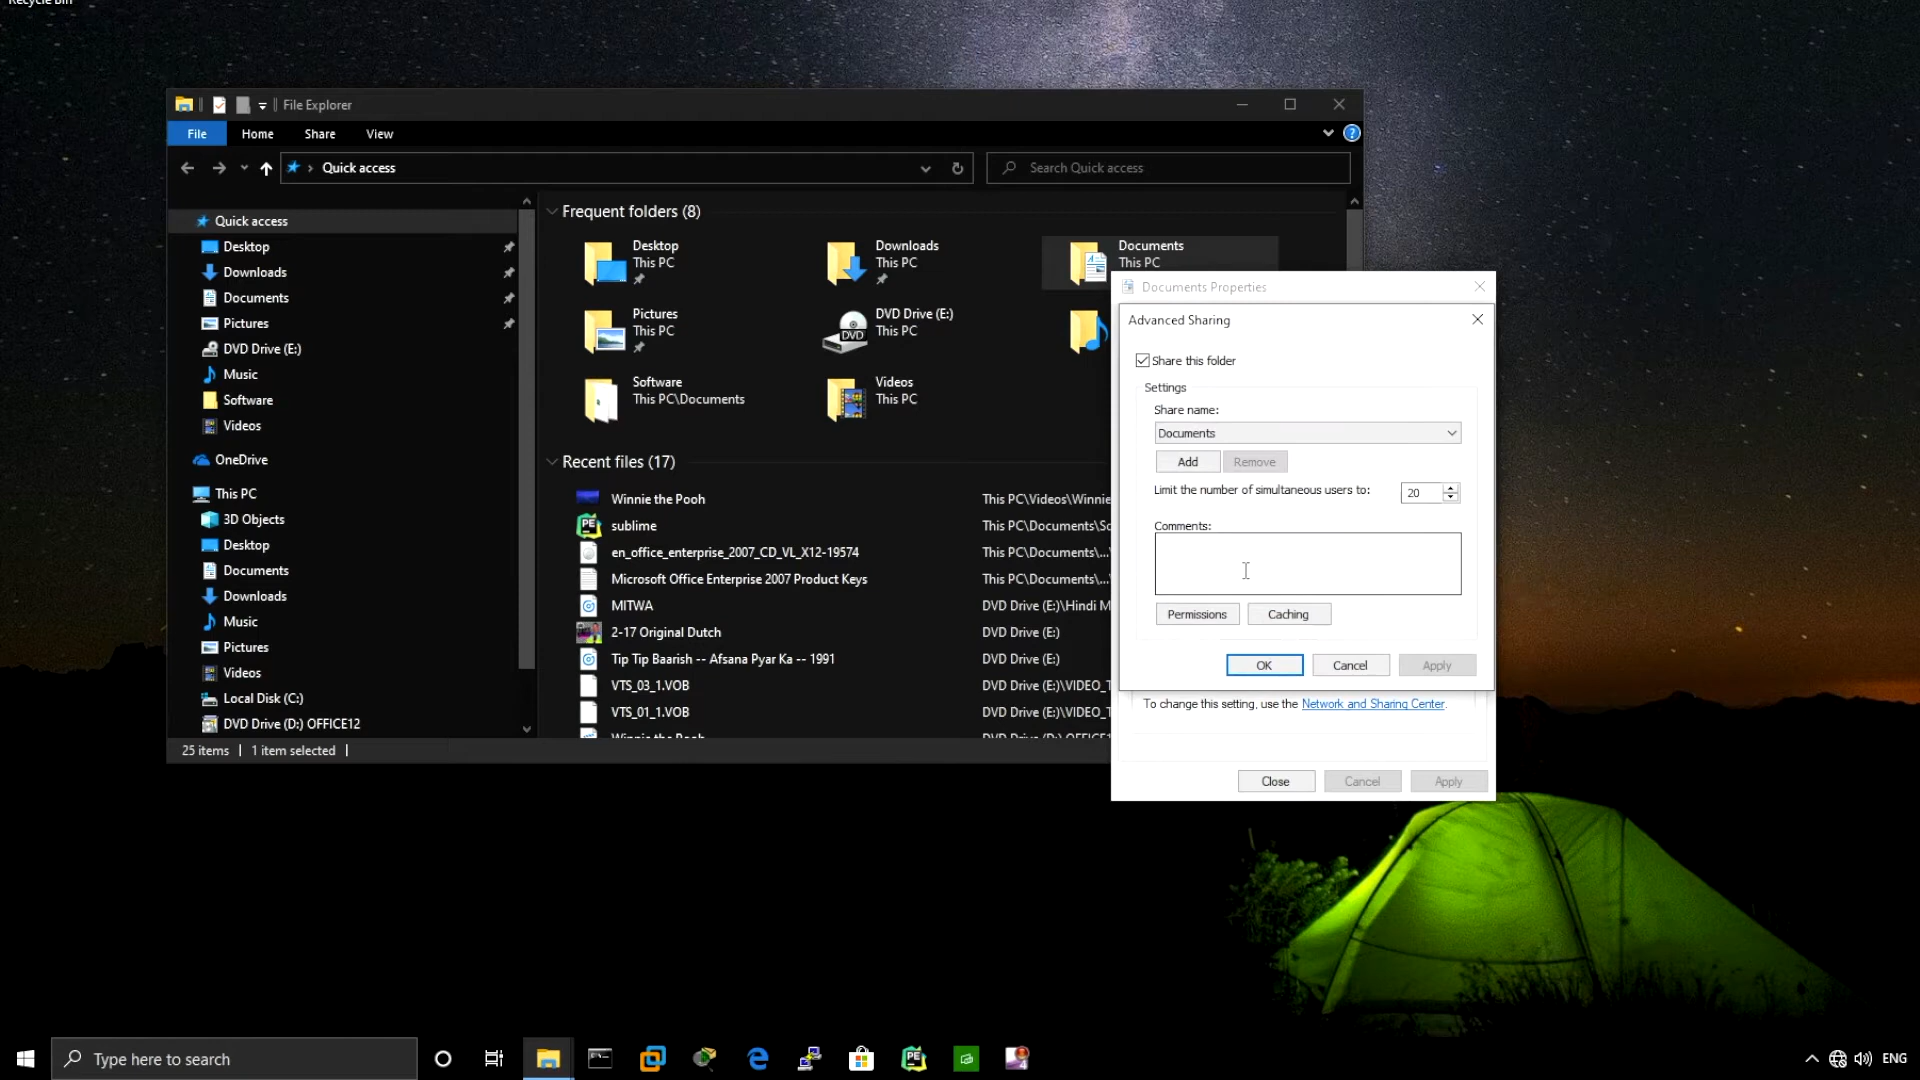 Recycle Bin
File Explorer
File Home Share View
Quick access
Search Quick access
Quick access
Desktop
Downloads
Documents
Pictures
DVD Drive (E:)
Music
Software
Videos
OneDrive
This PC
3D Objects
Desktop
Documents
Downloads
Music
Pictures
Videos
Local Disk (C:)
DVD Drive (D:) OFFICE12
Frequent folders (8)
Desktop
This PC
Downloads
This PC
Documents
This PC
Pictures
This PC
DVD
DVD Drive (E:)
This PC
Software
This PC\Documents
Videos
This PC
Recent files (17)
Winnie the Pooh This PC\Videos\Winnie
sublime This PC\Documents\So
en_office_enterprise_2007_CD_VL_X12-19574 This PC\Documents\...\
Microsoft Office Enterprise 2007 Product Keys This PC\Documents\...\
MITWA DVD Drive (E:)\Hindi M
2-17 Original Dutch DVD Drive (E:)
Tip Tip Baarish -- Afsana Pyar Ka -- 1991 DVD Drive (E:)
VTS_03_1.VOB DVD Drive (E:)\VIDEO_T
VTS_01_1.VOB DVD Drive (E:)\VIDEO_T
Winnie the Pooh DVD Drive (D:) OFFICE1
25 items 1 item selected
Documents Properties
Advanced Sharing
Share this folder
Settings
Share name:
Documents
Add Remove
Limit the number of simultaneous users to: 20
Comments:
Permissions Caching
OK Cancel Apply
To change this setting, use the Network and Sharing Center.
Close Cancel Apply
Type here to search
PE
ENG